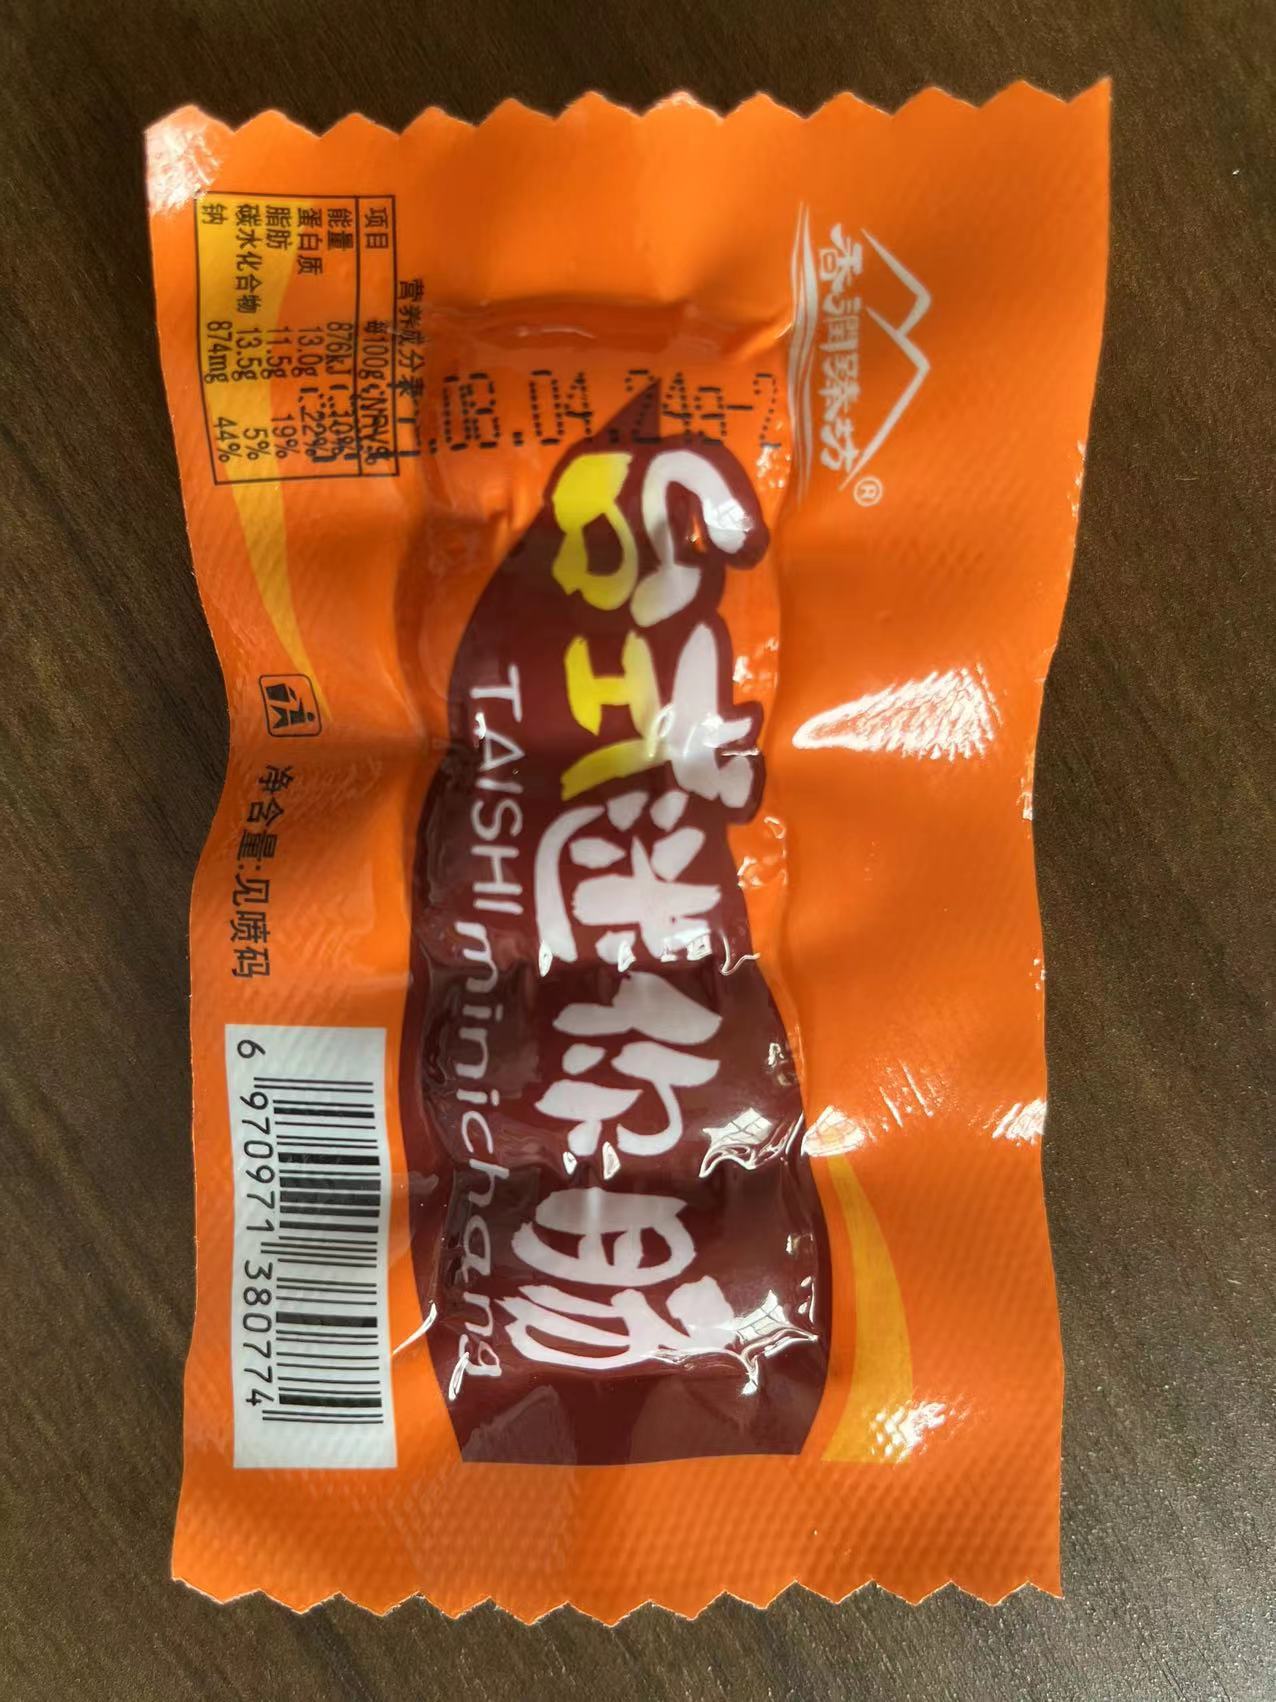 香潤臻坊®
台式
迷你肠
TAISHI minichang
营养成分表
项目 每100g NRV%
能量 876kJ 10%
蛋白质 13.0g 22%
脂肪 11.5g 19%
碳水化合物 13.5g 5%
钠 874mg 44%
净含量:见喷码
6 970971 380774